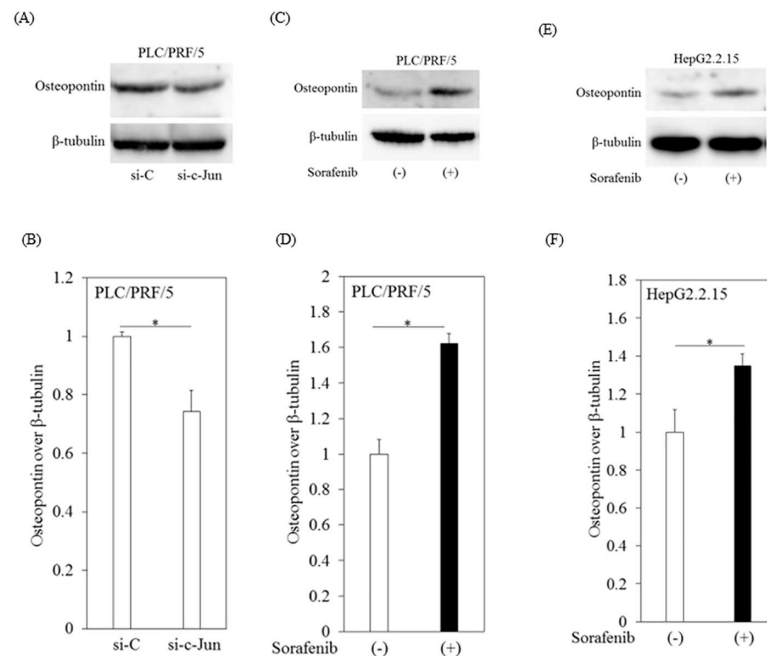 (A)
PLC/PRF/5
Osteopontin
β-tubulin
si-C si-c-Jun
(C)
PLC/PRF/5
Osteopontin
β-tubulin
Sorafenib (-) (+)
(E)
HepG2.2.15
Osteopontin
β-tubulin
Sorafenib (-) (+)
(B)
PLC/PRF/5
Osteopontin over β-tubulin
1.2
1
0.8
0.6
0.4
0.2
0
*
si-C si-c-Jun
(D)
PLC/PRF/5
Osteopontin over β-tubulin
2
1.8
1.6
1.4
1.2
1
0.8
0.6
0.4
0.2
0
*
Sorafenib (-) (+)
(F)
HepG2.2.15
Osteopontin over β-tubulin
1.8
1.6
1.4
1.2
1
0.8
0.6
0.4
0.2
0
*
Sorafenib (-) (+)